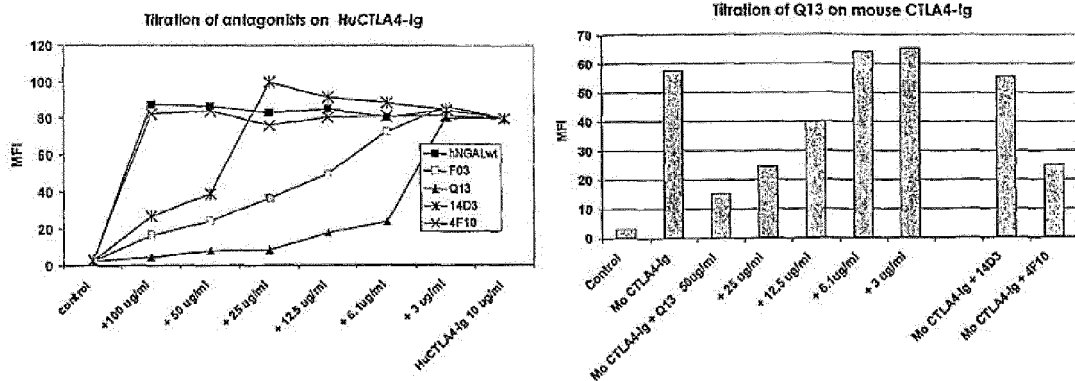 Titration of antagonists on HuCTLA4-Ig
120
100
80
60
40
20
0
MFI
hNGALwt
F03
Q13
14D3
4F10
control
+100 ug/ml
+ 50 ug/ml
+ 25 ug/ml
+ 12.5 ug/ml
+ 6.1ug/ml
+ 3 ug/ml
HuCTLA4-Ig 10 ug/ml
Titration of Q13 on mouse CTLA4-Ig
70
60
50
40
30
20
10
0
MFI
Control
Mo CTLA4-Ig
Mo CTLA4-Ig + Q13 50ug/ml
+ 25 ug/ml
+ 12.5 ug/ml
+ 6.1ug/ml
+ 3 ug/ml
Mo CTLA4-Ig + 14D3
Mo CTLA4-Ig + 4F10